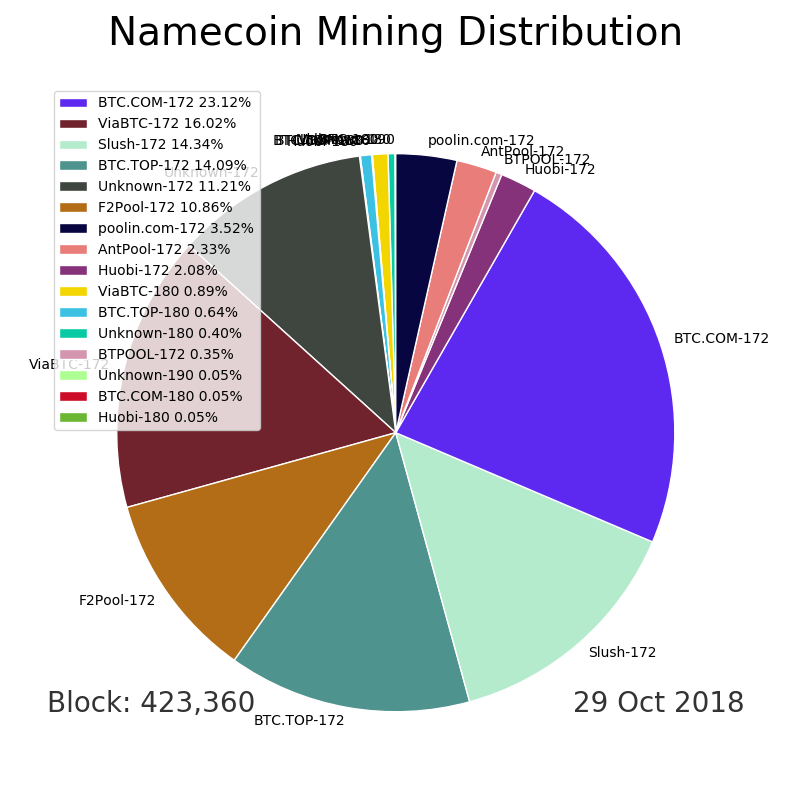 Namecoin Mining Distribution
BTC.COM-172 23.12%
ViaBTC-172 16.02%
Slush-172 14.34%
BTC.TOP-172 14.09%
Unknown-172 11.21%
F2Pool-172 10.86%
poolin.com-172 3.52%
AntPool-172 2.33%
Huobi-172 2.08%
ViaBTC-180 0.89%
BTC.TOP-180 0.64%
Unknown-180 0.40%
BTPOOL-172 0.35%
Unknown-190 0.05%
BTC.COM-180 0.05%
Huobi-180 0.05%
poolin.com-172
AntPool-172
BTPOOL-172
Huobi-172
Unknown-172
BTC.COM-172
ViaBTC-172
F2Pool-172
Slush-172
BTC.TOP-172
Block: 423,360
29 Oct 2018